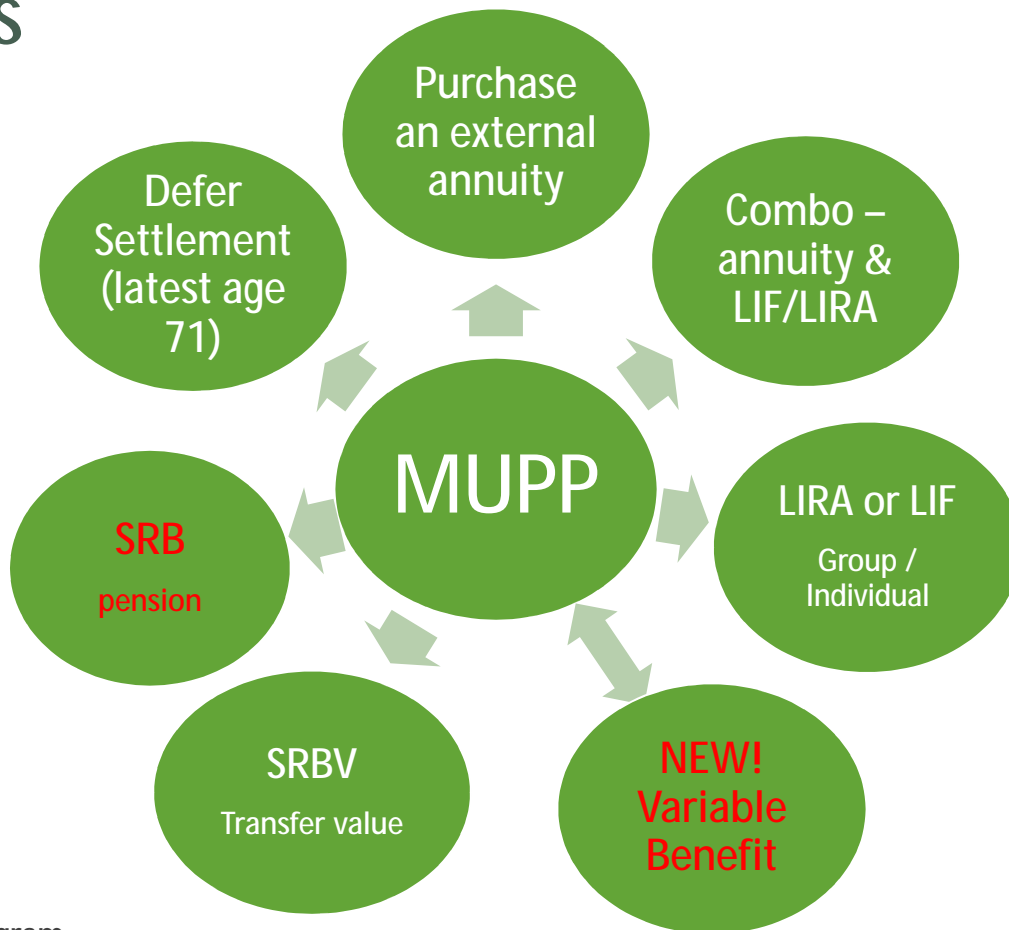 Purchase
an external
annuity
Combo –
annuity &
LIF/LIRA
LIRA or LIF
Group /
Individual
NEW!
Variable
Benefit
SRBV
Transfer value
SRB
pension
Defer
Settlement
(latest age
71)
MUPP